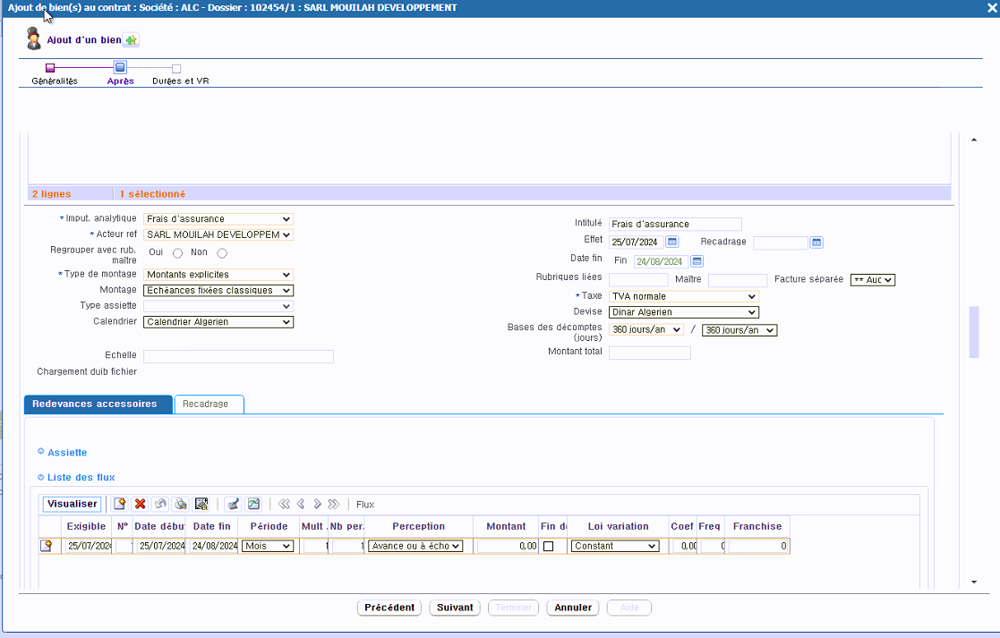 Ajout de bien(s) au contrat : Société : ALC - Dossier : 102454/1 : SARL MOUILAH DEVELOPPEMENT
Ajout d'un bien
Généralités Après Durées et VR
2 lignes 1 sélectionné
* Imput. analytique Frais d'assurance
* Acteur ref SARL MOUILAH DEVELOPPEM
Regrouper avec rub. maître Oui Non
* Type de montage Montants explicites
Montage Echéances fixées classiques
Type assiette
Calendrier Calendrier Algerien
Echelle
Chargement duib fichier
Intitulé Frais d'assurance
Effet 25/07/2024 Recadrage
Date fin Fin 24/08/2024
Rubriques liées Maître Facture séparée ** Auc
* Taxe TVA normale
Devise Dinar Algerien
Bases des décomptes (jours) 360 jours/an / 360 jours/an
Montant total
Redevances accessoires Recadrage
Assiette
Liste des flux
Visualiser Flux
Exigible N° Date début Date fin Période Mult . Nb per. Perception Montant Fin de Loi variation Coef Freq Franchise
25/07/2024 1 25/07/2024 24/08/2024 Mois 1 1 Avance ou à écho 0,00 Constant 0,00 0 0
Précédent Suivant Terminer Annuler Aide